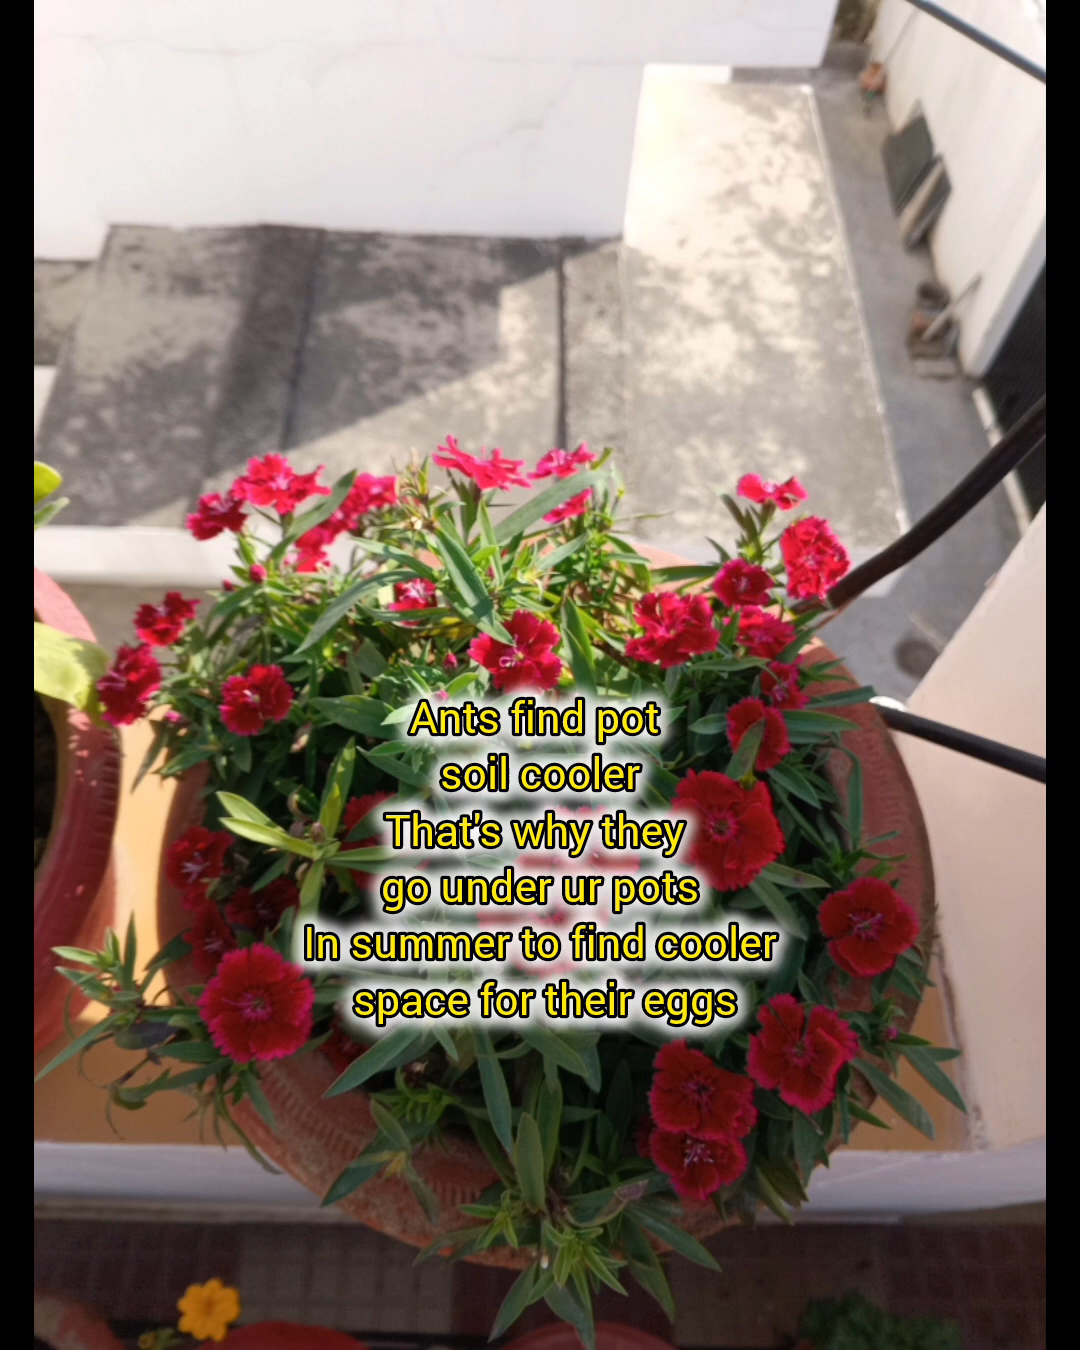 Ants find pot
soil cooler
That's why they
go under ur pots
In summer to find cooler
space for their eggs